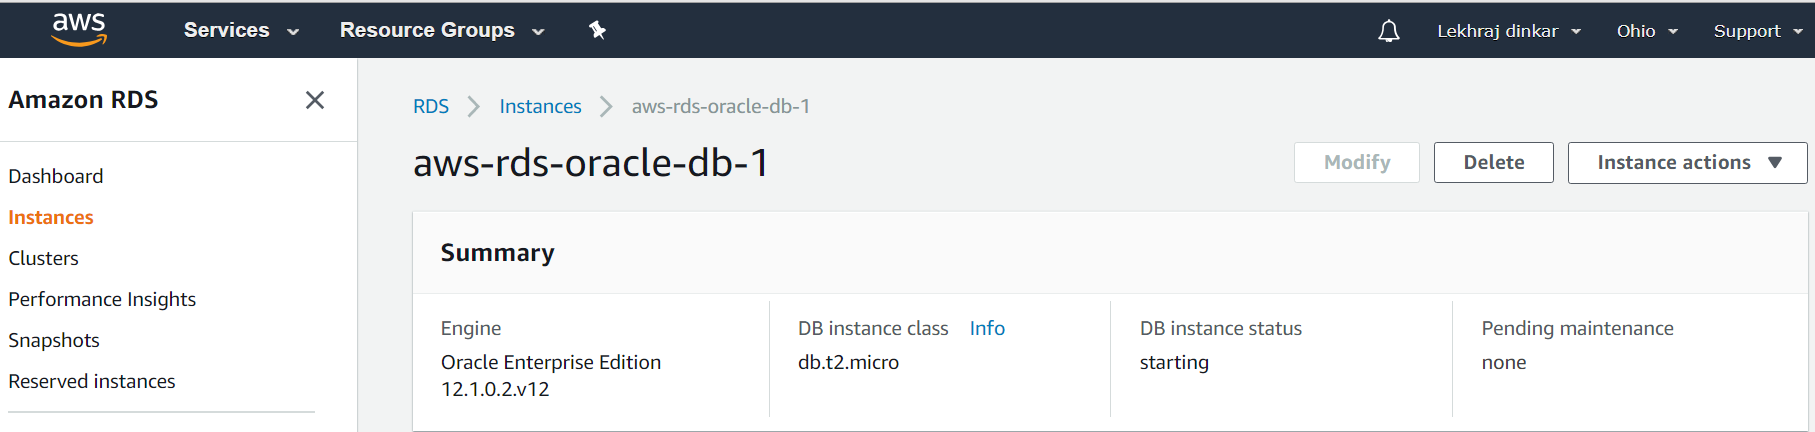 aws Services Resource Groups Lekhraj dinkar Ohio Support
Amazon RDS
Dashboard
Instances
Clusters
Performance Insights
Snapshots
Reserved instances
RDS Instances aws-rds-oracle-db-1
aws-rds-oracle-db-1
Modify Delete Instance actions
Summary
Engine
Oracle Enterprise Edition
12.1.0.2.v12
DB instance class Info
db.t2.micro
DB instance status
starting
Pending maintenance
none